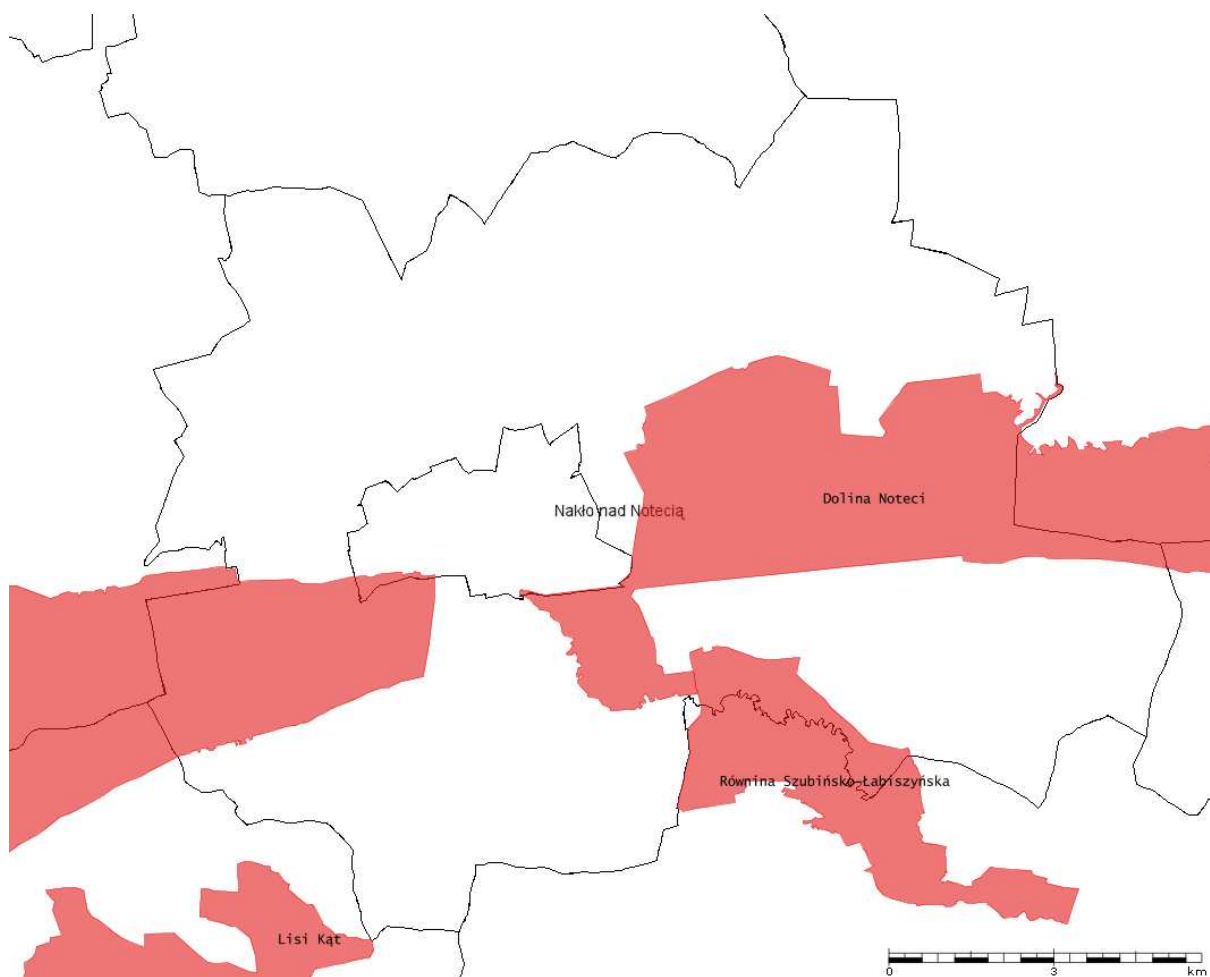 Dolina Noteci
Nakło nad Notecią
Równina Szubińsko-Łabiszyńska
Lisi Kąt
0 3 km